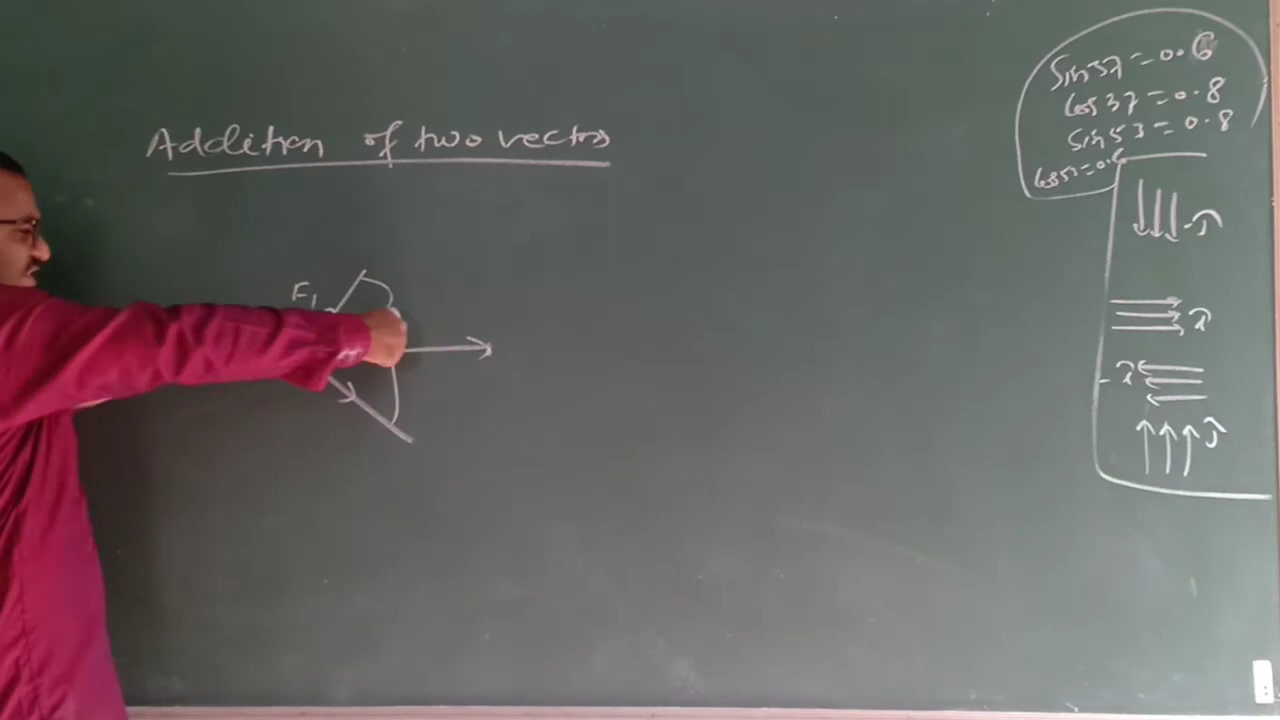 Addition of two vectors
F1
Sin37=0.6
Cos37=0.8
Sin53=0.8
Cos53=0.6
-ĵ
î
-î
ĵ